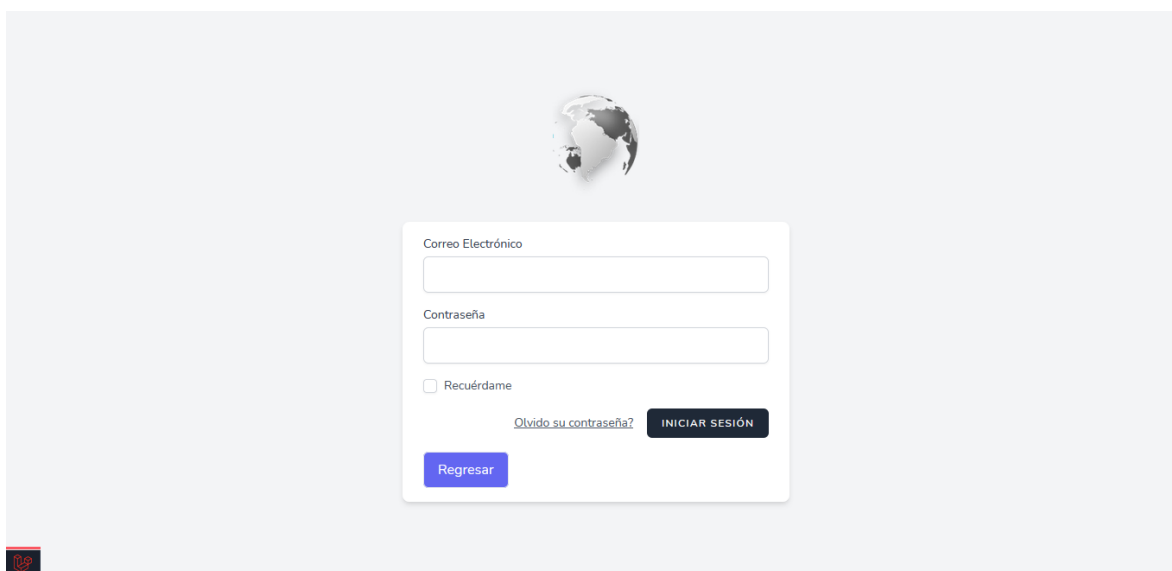 Correo Electrónico
Contraseña
Recuérdame
Olvido su contraseña? INICIAR SESIÓN
Regresar